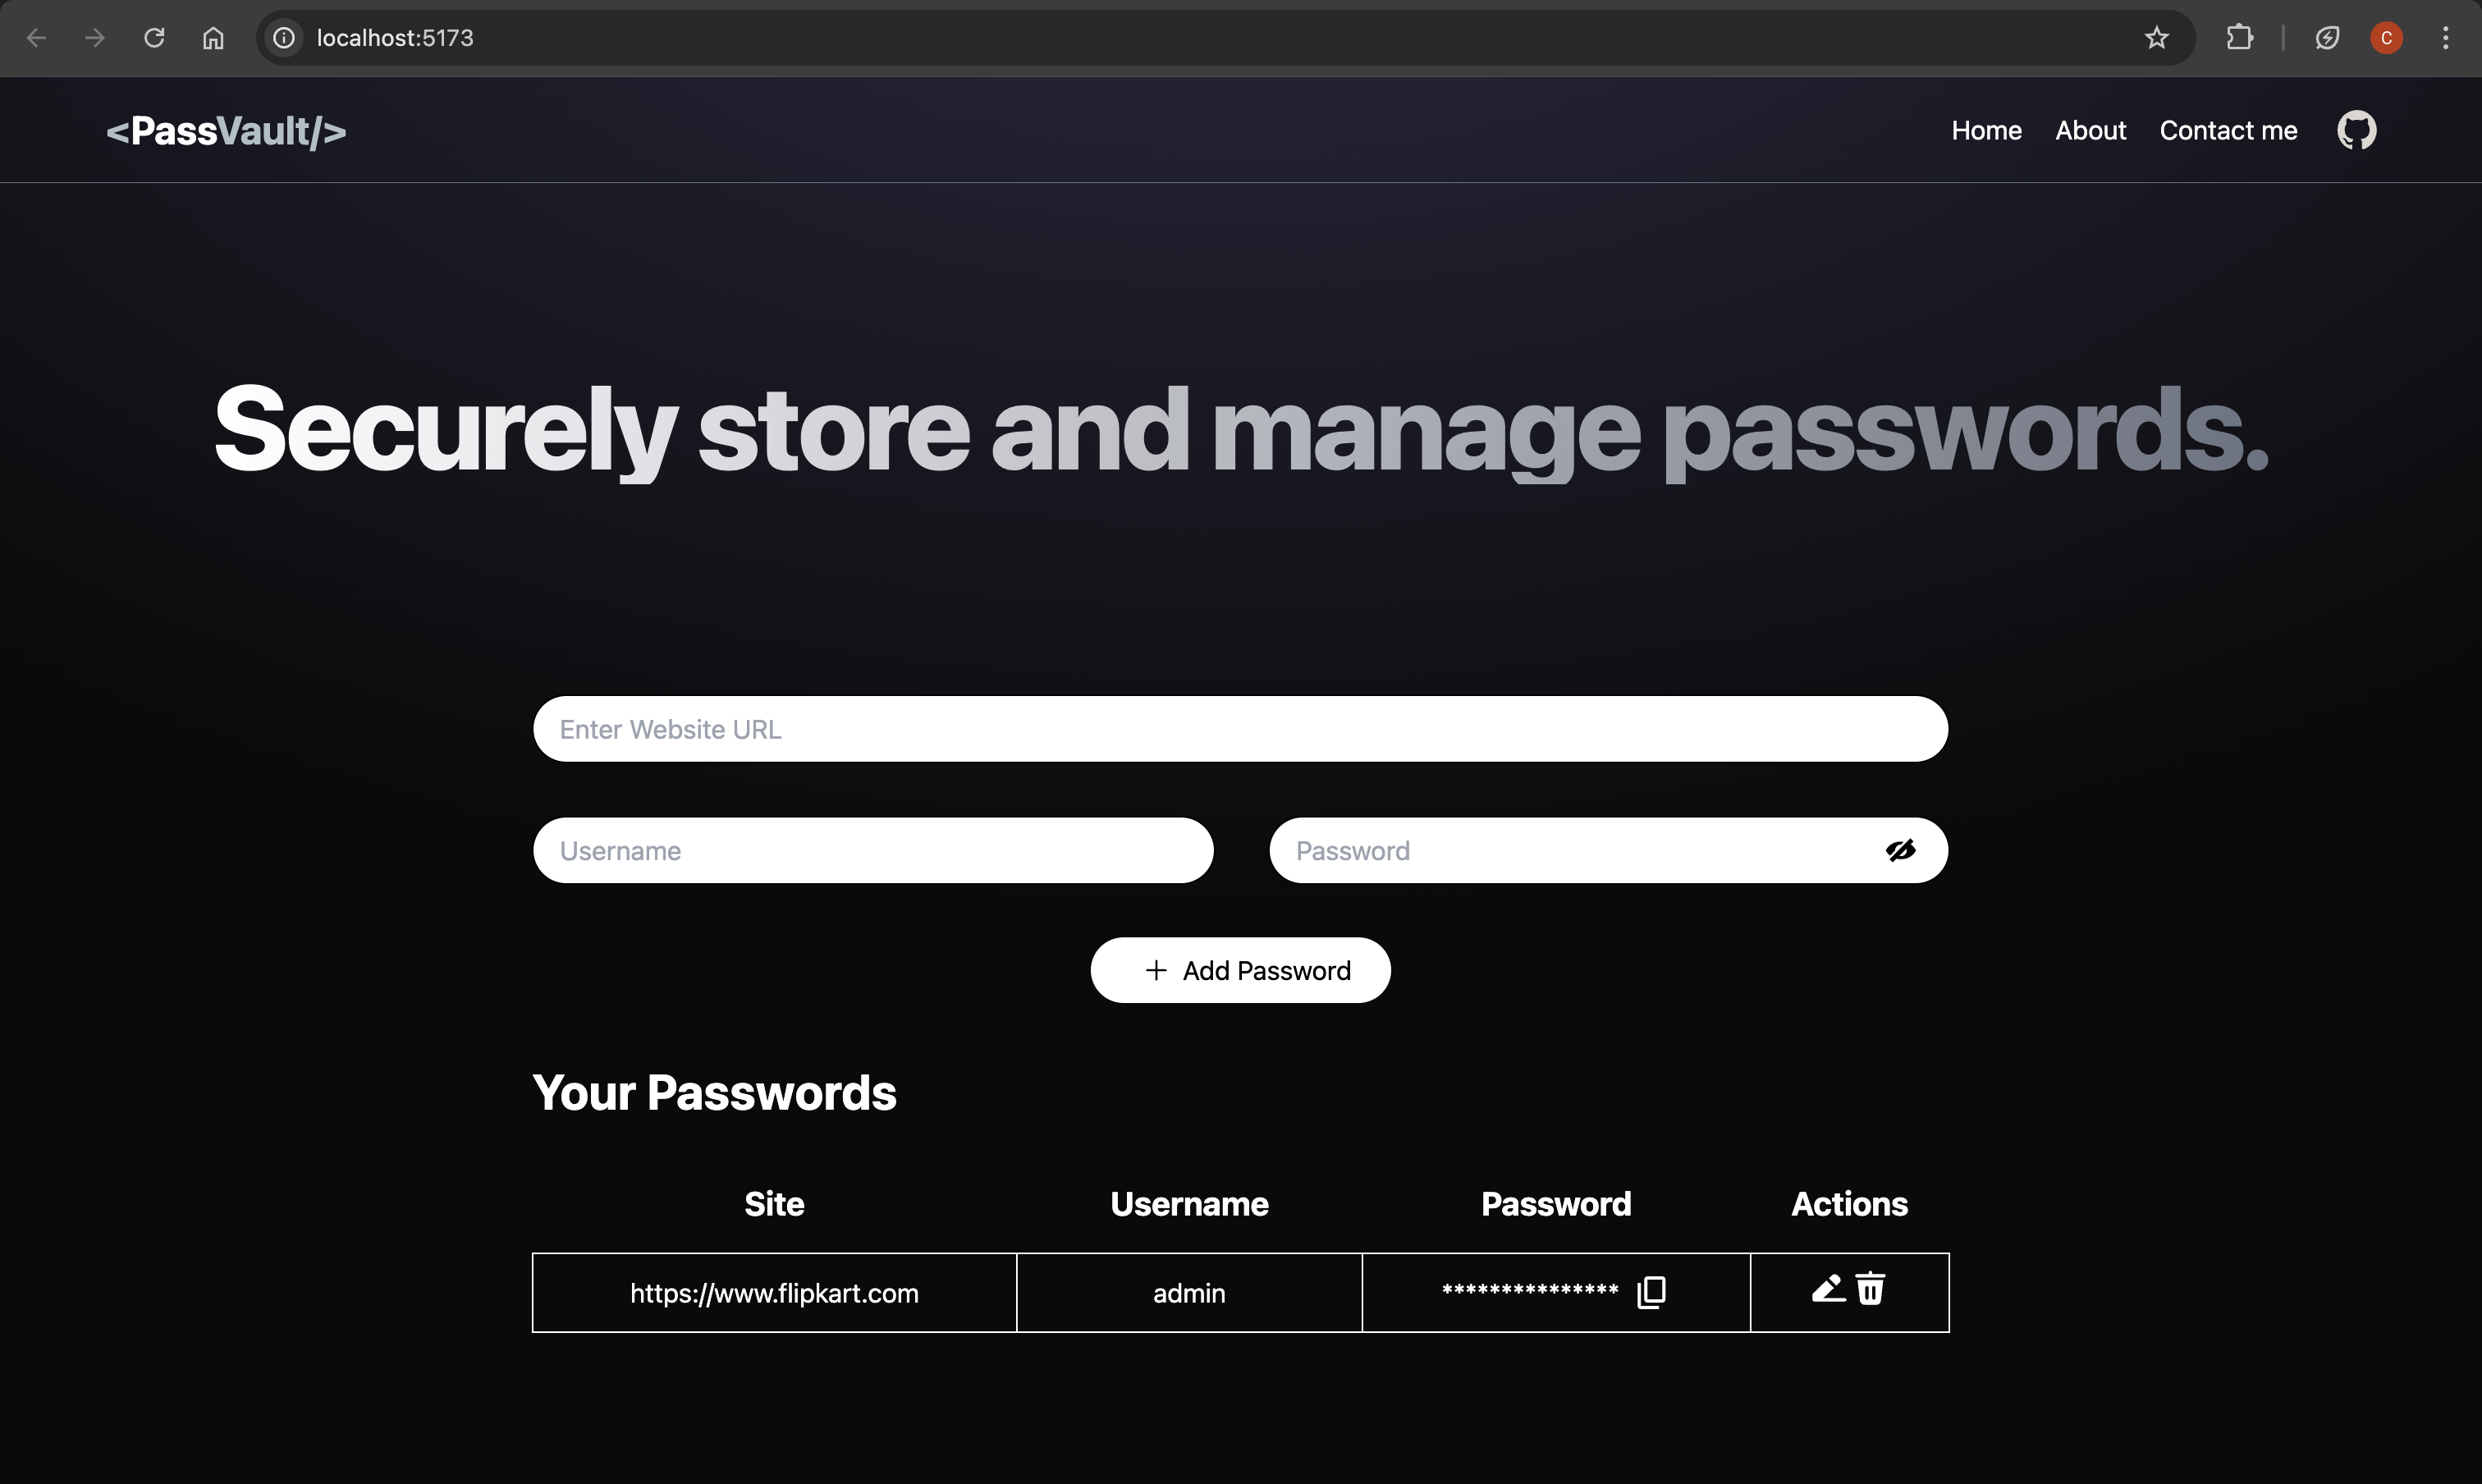 localhost:5173
C
<PassVault/>
Home About Contact me
Securely store and manage passwords.
Enter Website URL
Username Password
+ Add Password
Your Passwords
Site Username Password Actions
https://www.flipkart.com admin ***************